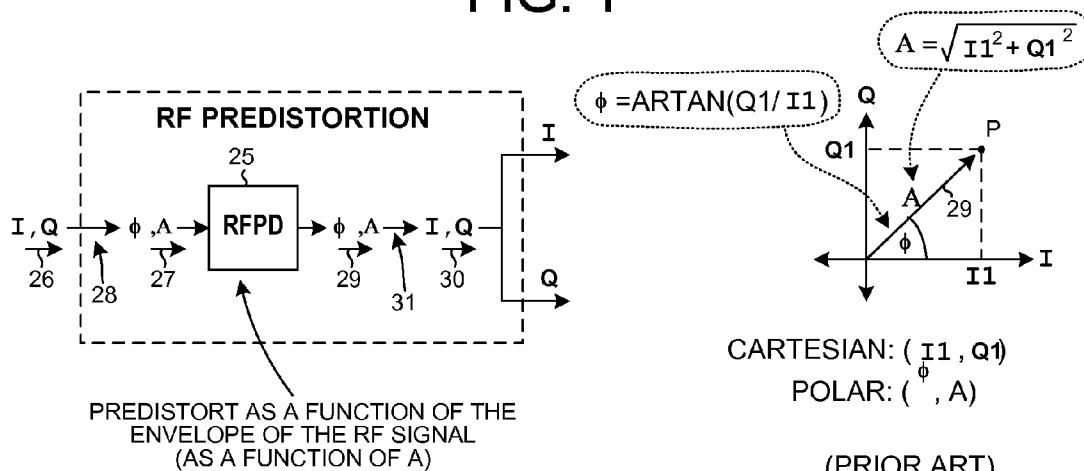 FIG. 1
A = √I1² + Q1²
ϕ =ARTAN(Q1/I1)
RF PREDISTORTION
25
RFPD
I
Q
I , Q
26
28
ϕ , A
27
ϕ , A
29
31
I , Q
30
Q
Q1
P
A
29
ϕ
I1
I
PREDISTORT AS A FUNCTION OF THE
ENVELOPE OF THE RF SIGNAL
(AS A FUNCTION OF A)
CARTESIAN: ( I1 , Q1)
POLAR: ( ϕ , A)
(PRIOR ART)